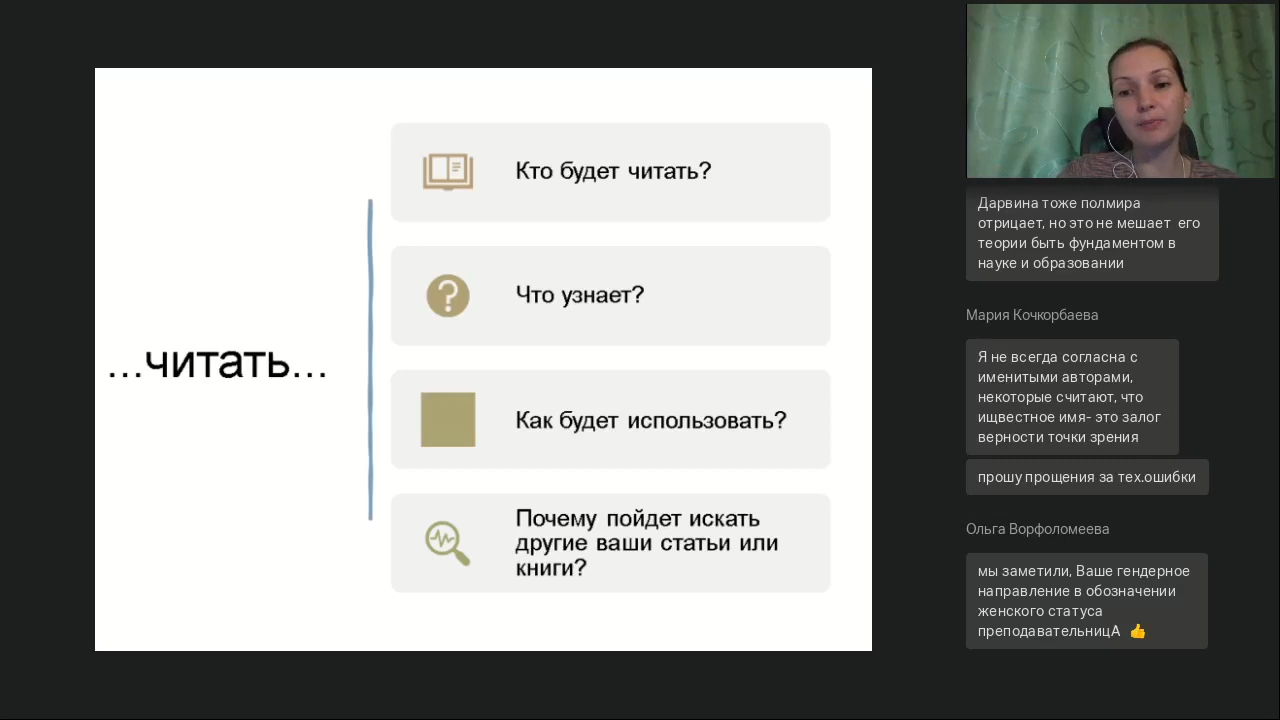 ...читать...
Кто будет читать?
Что узнает?
Как будет использовать?
Почему пойдет искать
другие ваши статьи или
книги?
Дарвина тоже полмира
отрицает, но это не мешает его
теории быть фундаментом в
науке и образовании
Мария Кочкорбаева
Я не всегда согласна с
именитыми авторами,
некоторые считают, что
ищвестное имя- это залог
верности точки зрения
прошу прощения за тех.ошибки
Ольга Ворфоломеева
мы заметили, Ваше гендерное
направление в обозначении
женского статуса
преподавательницА 👍